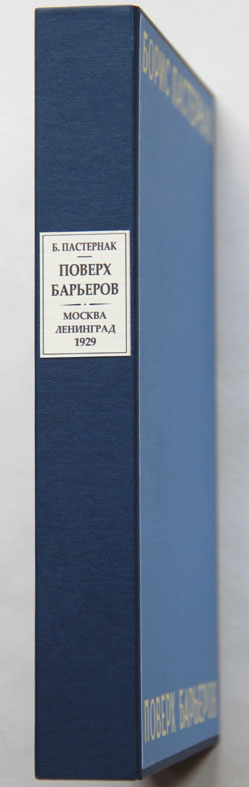 Б. ПАСТЕРНАК
ПОВЕРХ
БАРЬЕРОВ
МОСКВА
ЛЕНИНГРАД
1929
БОРИС ПАСТЕРНАК
ПОВЕРХ БАРЬЕРОВ